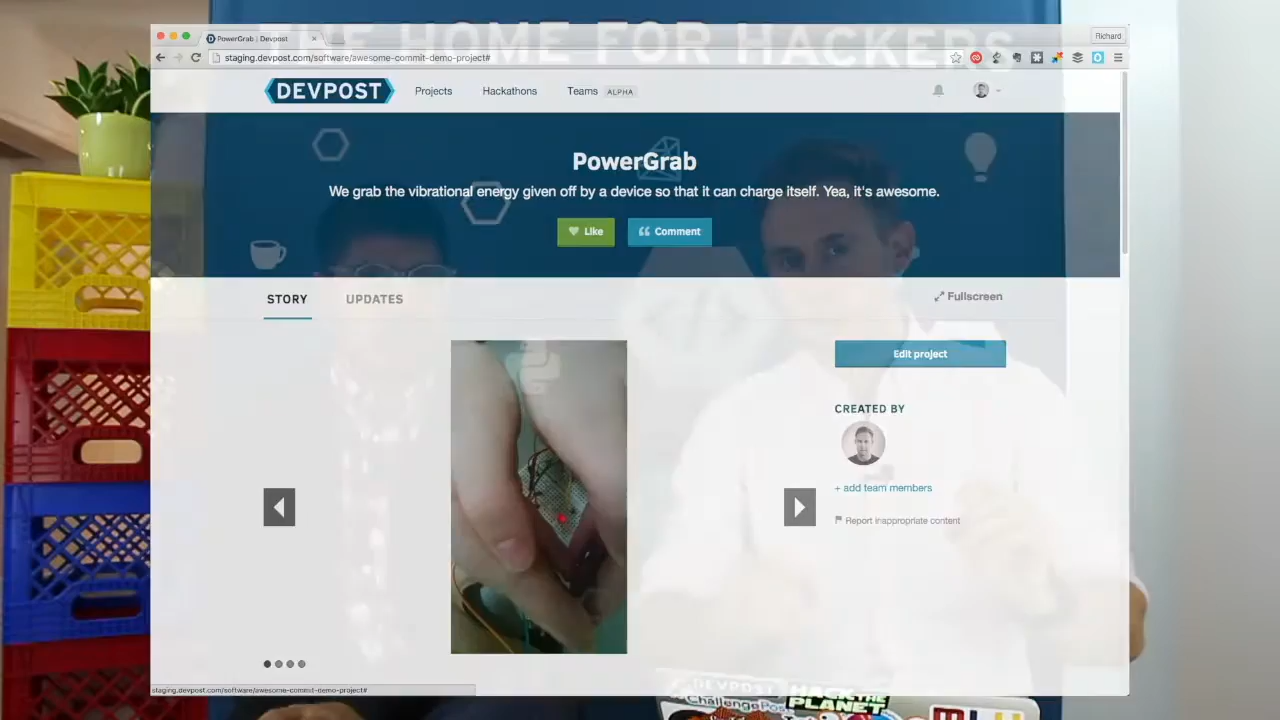 THE HOME FOR HACKERS
PowerGrab | Devpost
Richard
staging.devpost.com/software/awesome-commit-demo-project#
DEVPOST
Projects
Hackathons
Teams
ALPHA
PowerGrab
We grab the vibrational energy given off by a device so that it can charge itself. Yea, it's awesome.
Like
Comment
STORY
UPDATES
Fullscreen
Edit project
CREATED BY
+ add team members
Report inappropriate content
staging.devpost.com/software/awesome-commit-demo-project#
DEVPOST
HACK THE
ChallengePost
PLANET